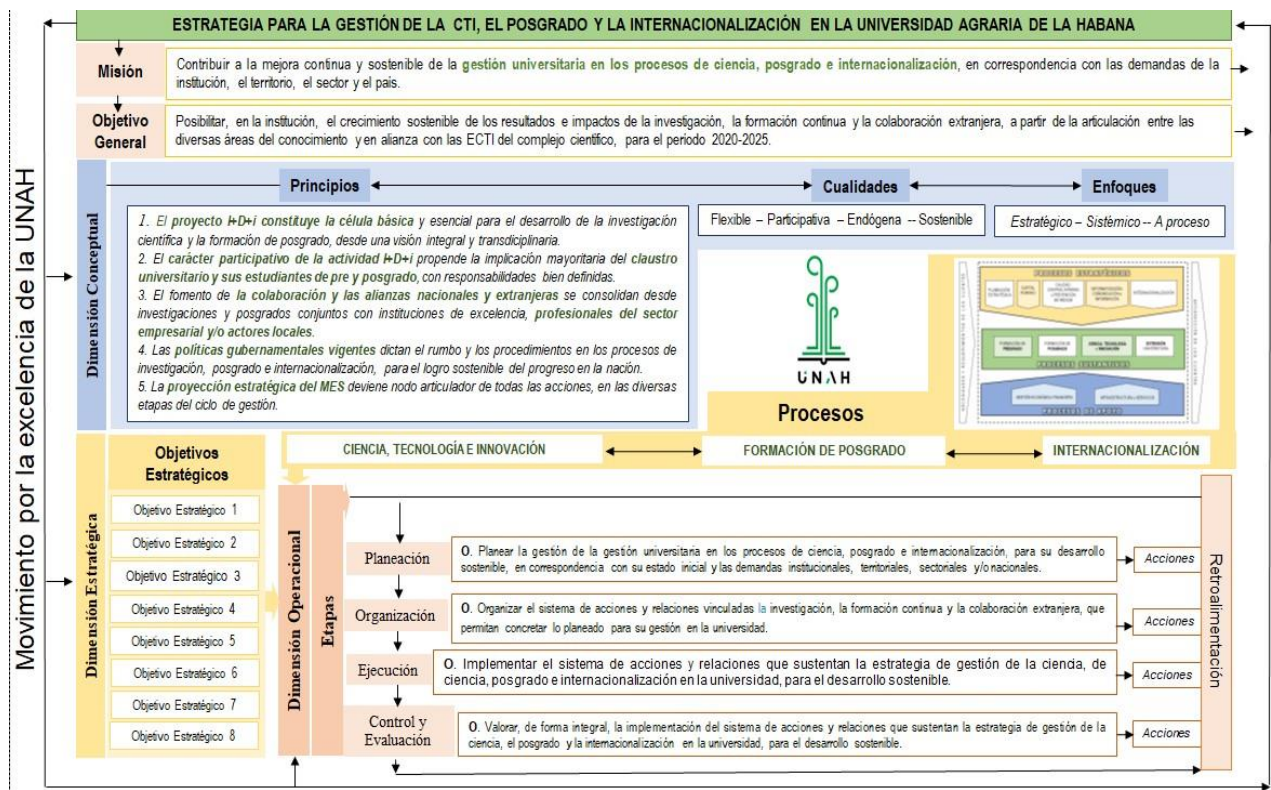 ESTRATEGIA PARA LA GESTIÓN DE LA CTI, EL POSGRADO Y LA INTERNACIONALIZACIÓN EN LA UNIVERSIDAD AGRARIA DE LA HABANA
Movimiento por la excelencia de la UNAH
Misión
Contribuir a la mejora continua y sostenible de la gestión universitaria en los procesos de ciencia, posgrado e internacionalización, en correspondencia con las demandas de la
institución, el territorio, el sector y el país.
Objetivo
General
Posibilitar, en la institución, el crecimiento sostenible de los resultados e impactos de la investigación, la formación continua y la colaboración extranjera, a partir de la articulación entre las
diversas áreas del conocimiento y en alianza con las ECTI del complejo científico, para el período 2020-2025.
Dimensión Conceptual
Principios
Cualidades
Enfoques
1. El proyecto I+D+i constituye la célula básica y esencial para el desarrollo de la investigación
científica y la formación de posgrado, desde una visión integral y transdiciplinaria.
2. El carácter participativo de la actividad I+D+i propende la implicación mayoritaria del claustro
universitario y sus estudiantes de pre y posgrado, con responsabilidades bien definidas.
3. El fomento de la colaboración y las alianzas nacionales y extranjeras se consolidan desde
investigaciones y posgrados conjuntos con instituciones de excelencia, profesionales del sector
empresarial y/o actores locales.
4. Las políticas gubernamentales vigentes dictan el rumbo y los procedimientos en los procesos de
investigación, posgrado e internacionalización, para el logro sostenible del progreso en la nación.
5. La proyección estratégica del MES deviene nodo articulador de todas las acciones, en las diversas
etapas del ciclo de gestión.
Flexible – Participativa – Endógena -- Sostenible
Estratégico – Sistémico -- A proceso
UNAH
Procesos
PROCESOS ESTRATÉGICOS
PROCESOS SUSTANTIVOS
PROCESOS DE APOYO
Dimensión Estratégica
Objetivos
Estratégicos
CIENCIA, TECNOLOGÍA E INNOVACIÓN
FORMACIÓN DE POSGRADO
INTERNACIONALIZACIÓN
Objetivo Estratégico 1
Objetivo Estratégico 2
Objetivo Estratégico 3
Objetivo Estratégico 4
Objetivo Estratégico 5
Objetivo Estratégico 6
Objetivo Estratégico 7
Objetivo Estratégico 8
Dimensión Operacional
Etapas
Planeación
O. Planear la gestión de la gestión universitaria en los procesos de ciencia, posgrado e internacionalización, para su desarrollo
sostenible, en correspondencia con su estado inicial y las demandas institucionales, territoriales, sectoriales y/o nacionales.
Acciones
Organización
O. Organizar el sistema de acciones y relaciones vinculadas la investigación, la formación continua y la colaboración extranjera, que
permitan concretar lo planeado para su gestión en la universidad.
Acciones
Ejecución
O. Implementar el sistema de acciones y relaciones que sustentan la estrategia de gestión de la ciencia, de
ciencia, posgrado e internacionalización en la universidad, para el desarrollo sostenible.
Acciones
Control y
Evaluación
O. Valorar, de forma integral, la implementación del sistema de acciones y relaciones que sustentan la estrategia de gestión de la
ciencia, el posgrado y la internacionalización en la universidad, para el desarrollo sostenible.
Acciones
Retroalimentación